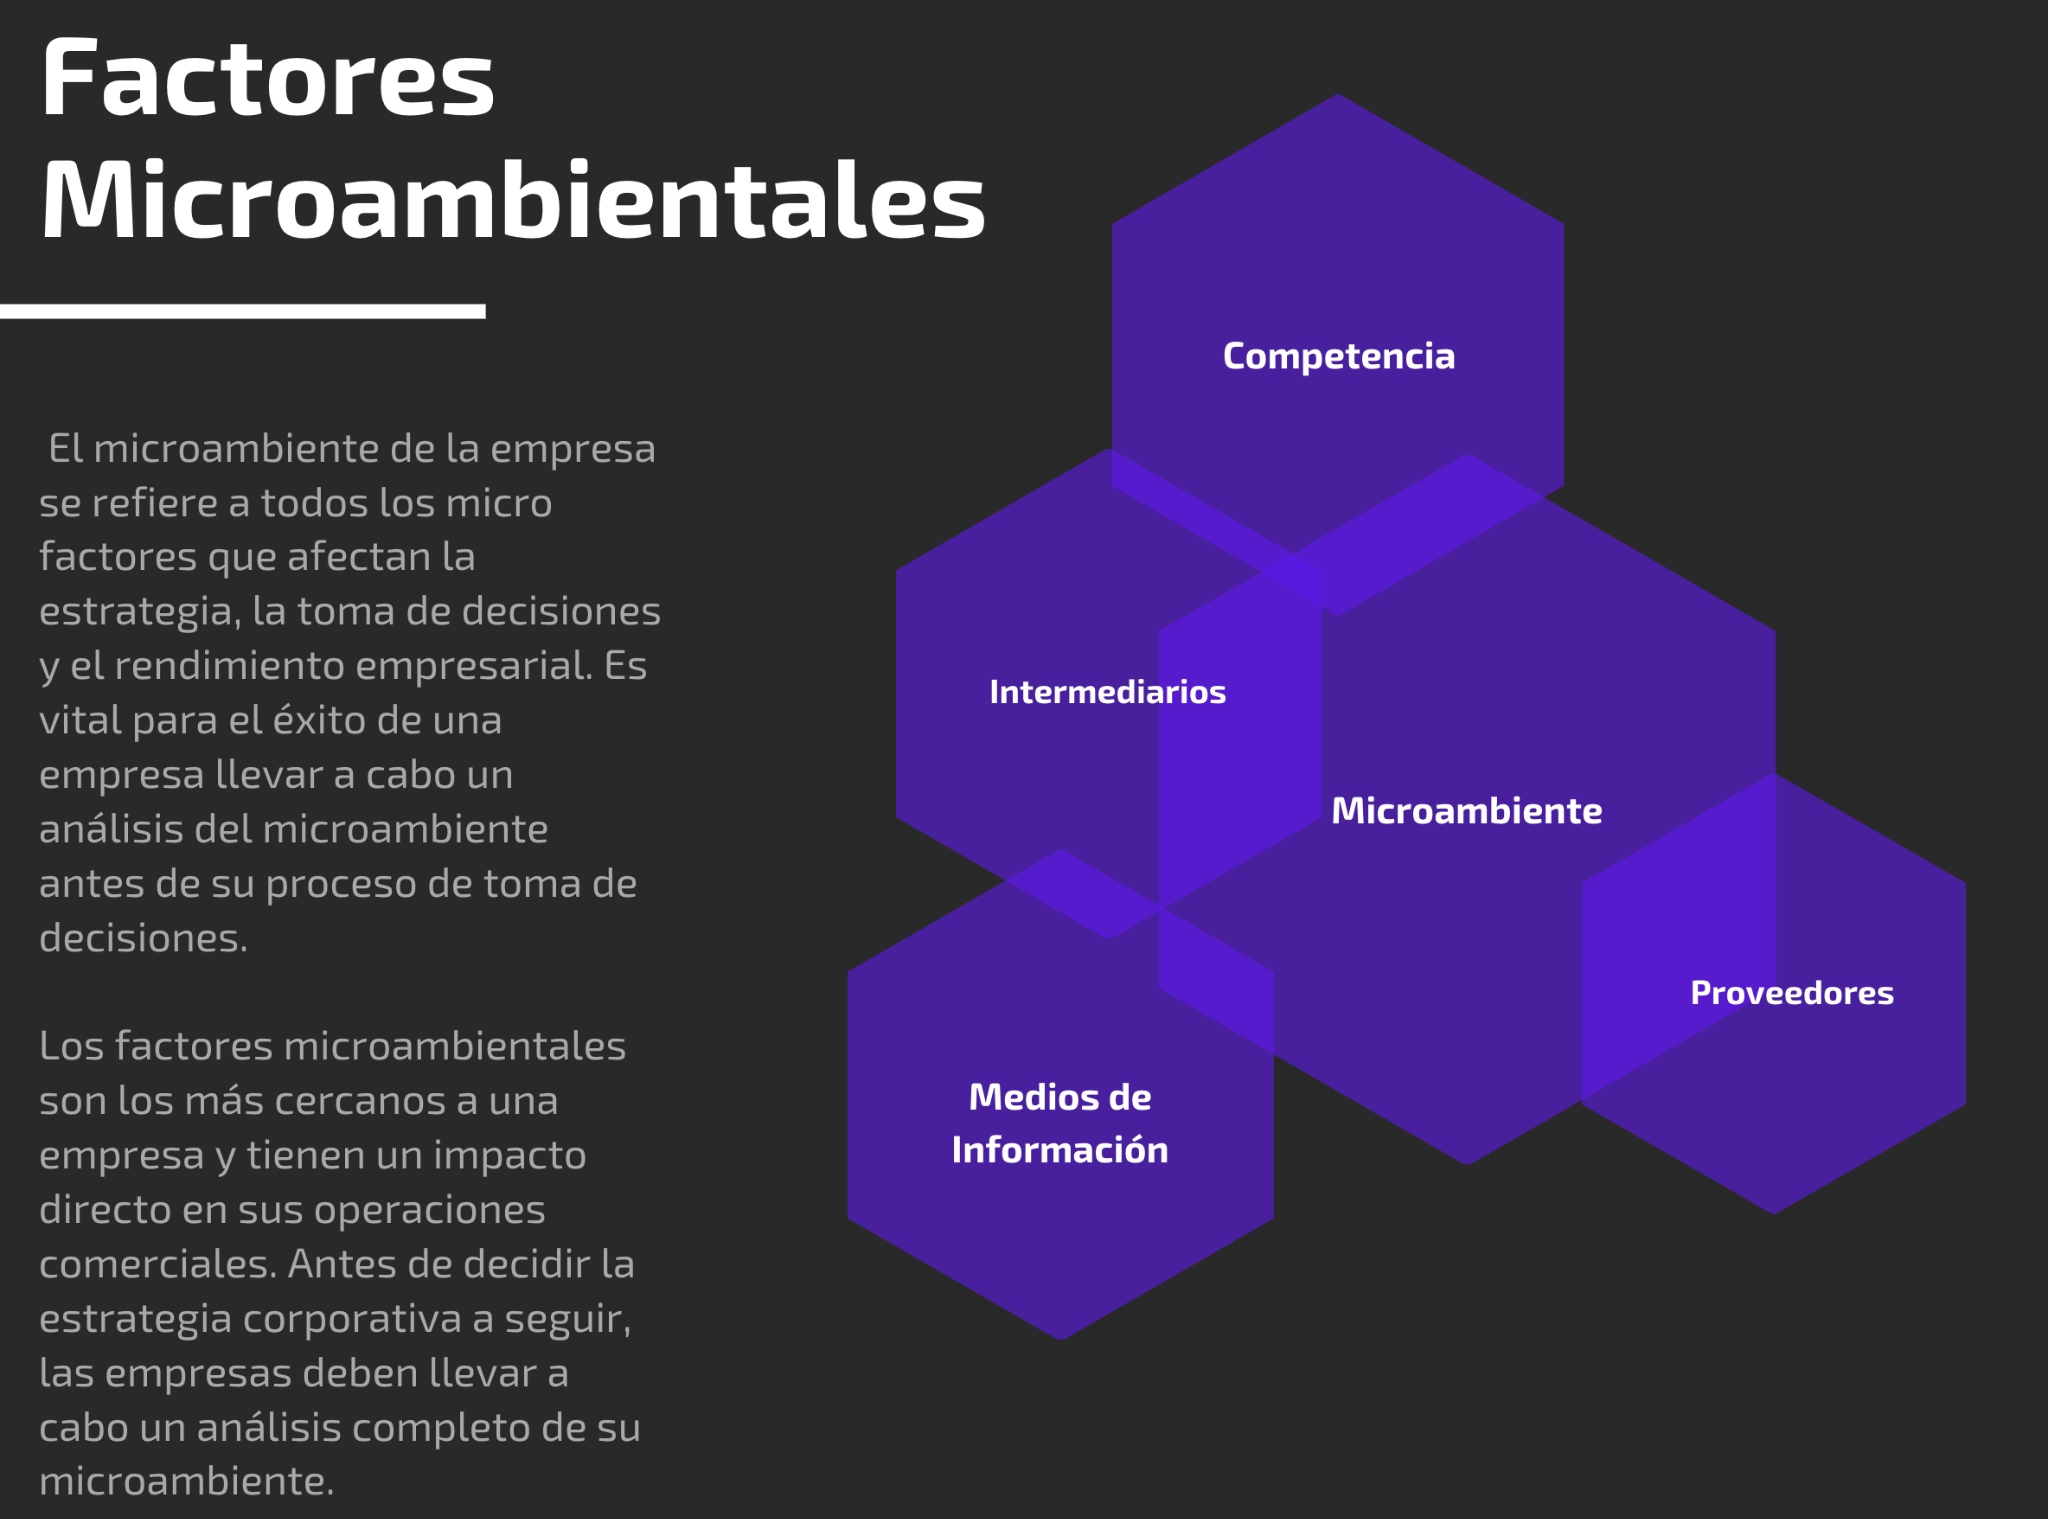 Factores
Microambientales
El microambiente de la empresa
se refiere a todos los micro
factores que afectan la
estrategia, la toma de decisiones
y el rendimiento empresarial. Es
vital para el éxito de una
empresa llevar a cabo un
análisis del microambiente
antes de su proceso de toma de
decisiones.
Los factores microambientales
son los más cercanos a una
empresa y tienen un impacto
directo en sus operaciones
comerciales. Antes de decidir la
estrategia corporativa a seguir,
las empresas deben llevar a
cabo un análisis completo de su
microambiente.
Competencia
Intermediarios
Microambiente
Proveedores
Medios de
Información